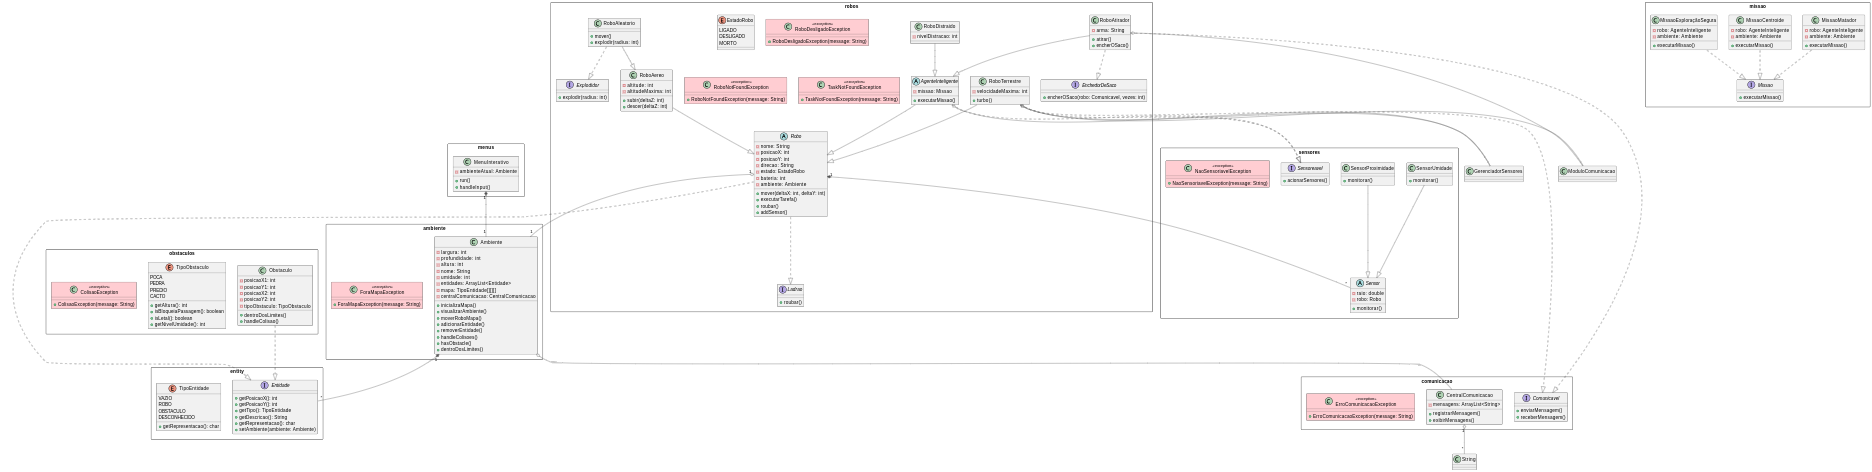 robos
C RoboAleatorio
mover()
explodir(radius: int)
E EstadoRobo
LIGADO
DESLIGADO
MORTO
C «exception»
RoboDesligadoException
RoboDesligadoException(message: String)
C RoboDistraido
nivelDistracao: int
C RoboAtirador
arma: String
atirar()
encherOSaco()
I Explodidor
explodir(radius: int)
C RoboAereo
altitude: int
altitudeMaxima: int
subir(deltaZ: int)
descer(deltaZ: int)
C «exception»
RoboNotFoundException
RoboNotFoundException(message: String)
C «exception»
TaskNotFoundException
TaskNotFoundException(message: String)
A AgenteInteligente
missao: Missao
executarMissao()
C RoboTerrestre
velocidadeMaxima: int
turbo()
I EnchedorDeSaco
encherOSaco(robo: Comunicavel, vezes: int)
A Robo
nome: String
posicaoX: int
posicaoY: int
direcao: String
estado: EstadoRobo
bateria: int
ambiente: Ambiente
mover(deltaX: int, deltaY: int)
executarTarefa()
roubar()
addSensor()
I Ladrao
roubar()
missao
C MissaoExploraçãoSegura
robo: AgenteInteligente
ambiente: Ambiente
executarMissao()
C MissaoCentroide
robo: AgenteInteligente
ambiente: Ambiente
executarMissao()
C MissaoMatador
robo: AgenteInteligente
ambiente: Ambiente
executarMissao()
I Missao
executarMissao()
menus
C MenuInterativo
ambienteAtual: Ambiente
run()
handleInput()
1
1
1
1
1
sensores
C «exception»
NaoSensoriavelException
NaoSensoriavelException(message: String)
I Sensoreavel
acionarSensores()
C SensorProximidade
monitorar()
C SensorUmidade
monitorar()
A Sensor
raio: double
robo: Robo
monitorar()
C GerenciadorSensores
C ModuloComunicacao
obstaculos
C «exception»
ColisaoException
ColisaoException(message: String)
E TipoObstaculo
POCA
PEDRA
PREDIO
CACTO
getAltura(): int
isBloqueiaPassagem(): boolean
isLetal(): boolean
getNivelUmidade(): int
C Obstaculo
posicaoX1: int
posicaoY1: int
posicaoX2: int
posicaoY2: int
tipoObstaculo: TipoObstaculo
dentroDosLimites()
handleColisao()
ambiente
C «exception»
ForaMapaException
ForaMapaException(message: String)
C Ambiente
largura: int
profundidade: int
altura: int
nome: String
umidade: int
entidades: ArrayList<Entidade>
mapa: TipoEntidade[][][]
centralComunicacao: CentralComunicacao
inicializaMapa()
visualizarAmbiente()
moverRoboMapa()
adicionarEntidade()
removerEntidade()
handleColisoes()
hasObstacle()
dentroDosLimites()
entity
E TipoEntidade
VAZIO
ROBO
OBSTACULO
DESCONHECIDO
getRepresentacao(): char
I Entidade
getPosicaoX(): int
getPosicaoY(): int
getTipo(): TipoEntidade
getDescricao(): String
getRepresentacao(): char
setAmbiente(ambiente: Ambiente)
comunicacao
C «exception»
ErroComunicacaoException
ErroComunicacaoException(message: String)
C CentralComunicacao
mensagens: ArrayList<String>
registrarMensagem()
exibirMensagens()
I Comunicavel
enviarMensagem()
receberMensagem()
1
*
C String